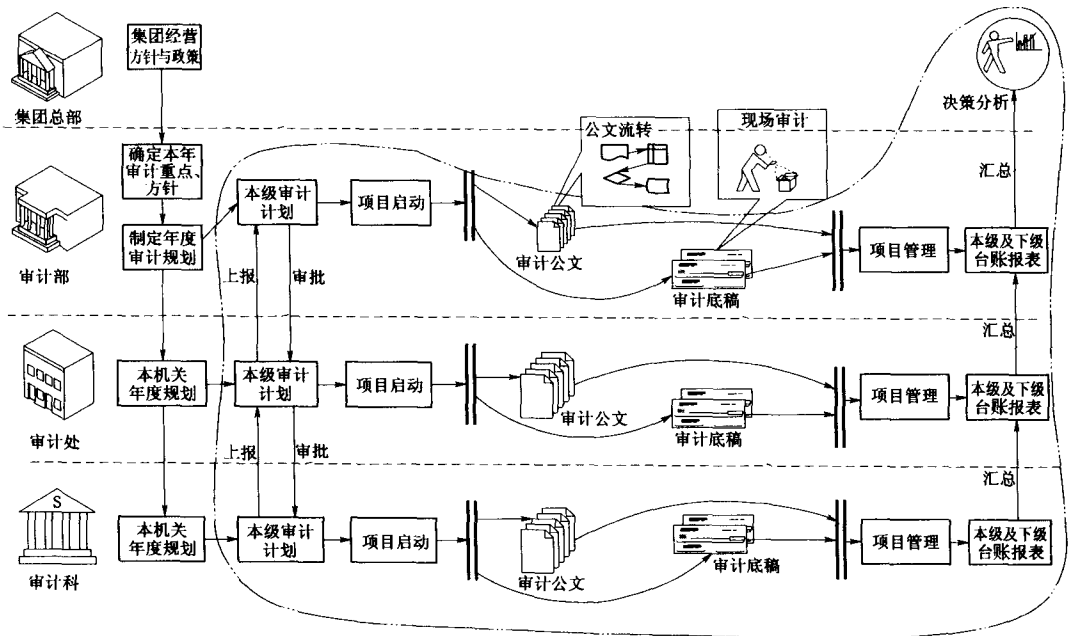 集团经营
方针与政策
集团总部
决策分析
公文流转
现场审计
确定本年
审计重点、
方针
汇总
本级审计
计划
项目启动
制定年度
审计规划
审计部
上报
审批
审计公文
审计底稿
项目管理
本级及下级
台账报表
汇总
本机关
年度规划
本级审计
计划
项目启动
审计公文
审计底稿
项目管理
本级及下级
台账报表
审计处
上报
审批
汇总
S
本机关
年度规划
本级审计
计划
项目启动
审计公文
审计底稿
项目管理
本级及下级
台账报表
审计科